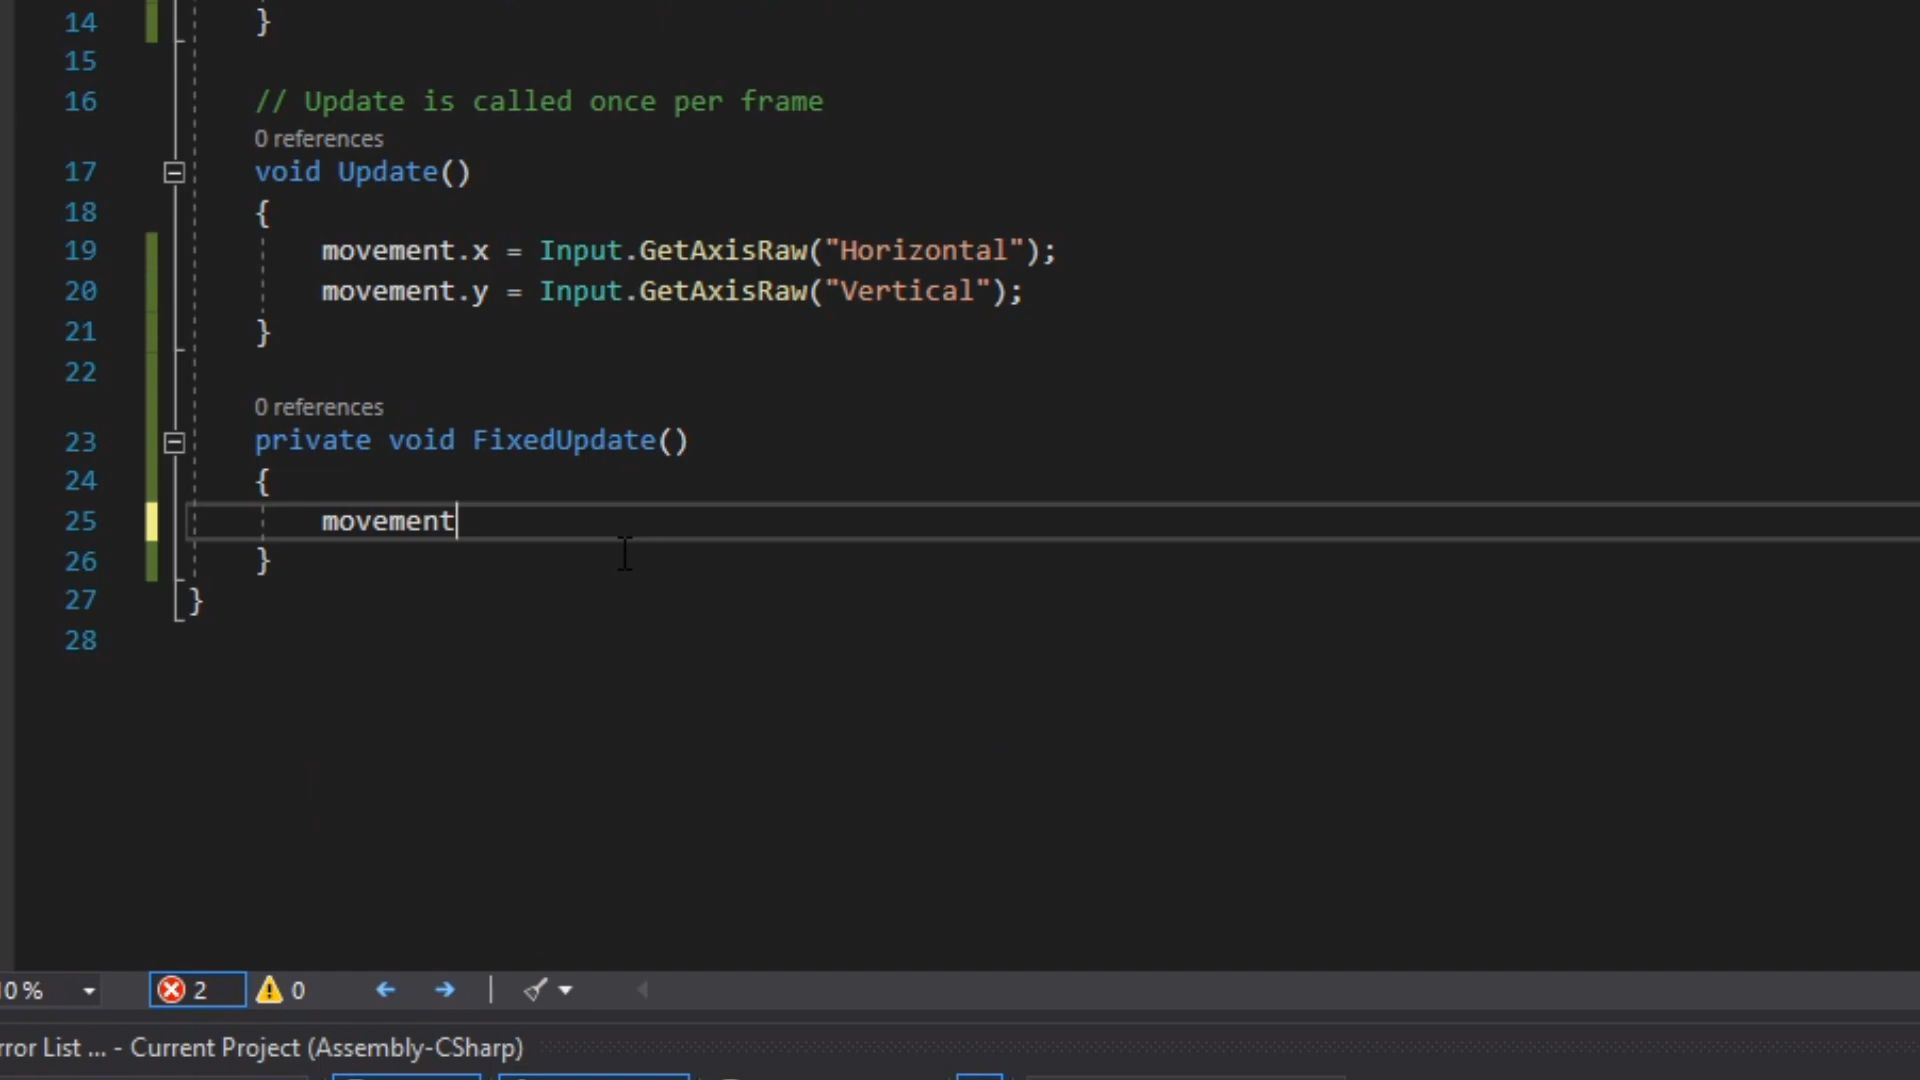 14 }
15
16 // Update is called once per frame
0 references
17 void Update()
18 {
19 movement.x = Input.GetAxisRaw("Horizontal");
20 movement.y = Input.GetAxisRaw("Vertical");
21 }
22
0 references
23 private void FixedUpdate()
24 {
25 movement
26 }
27 }
28
0 % 2 0
rror List ... - Current Project (Assembly-CSharp)